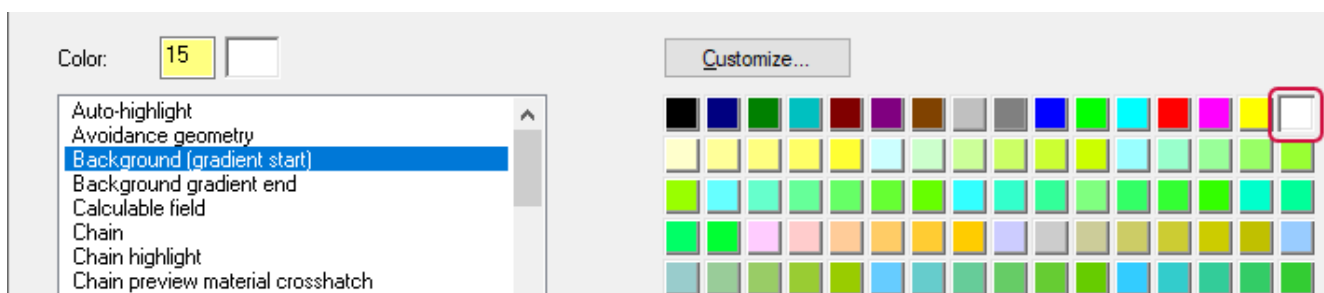 Color: 15
Customize...
Auto-highlight
Avoidance geometry
Background (gradient start)
Background gradient end
Calculable field
Chain
Chain highlight
Chain preview material crosshatch